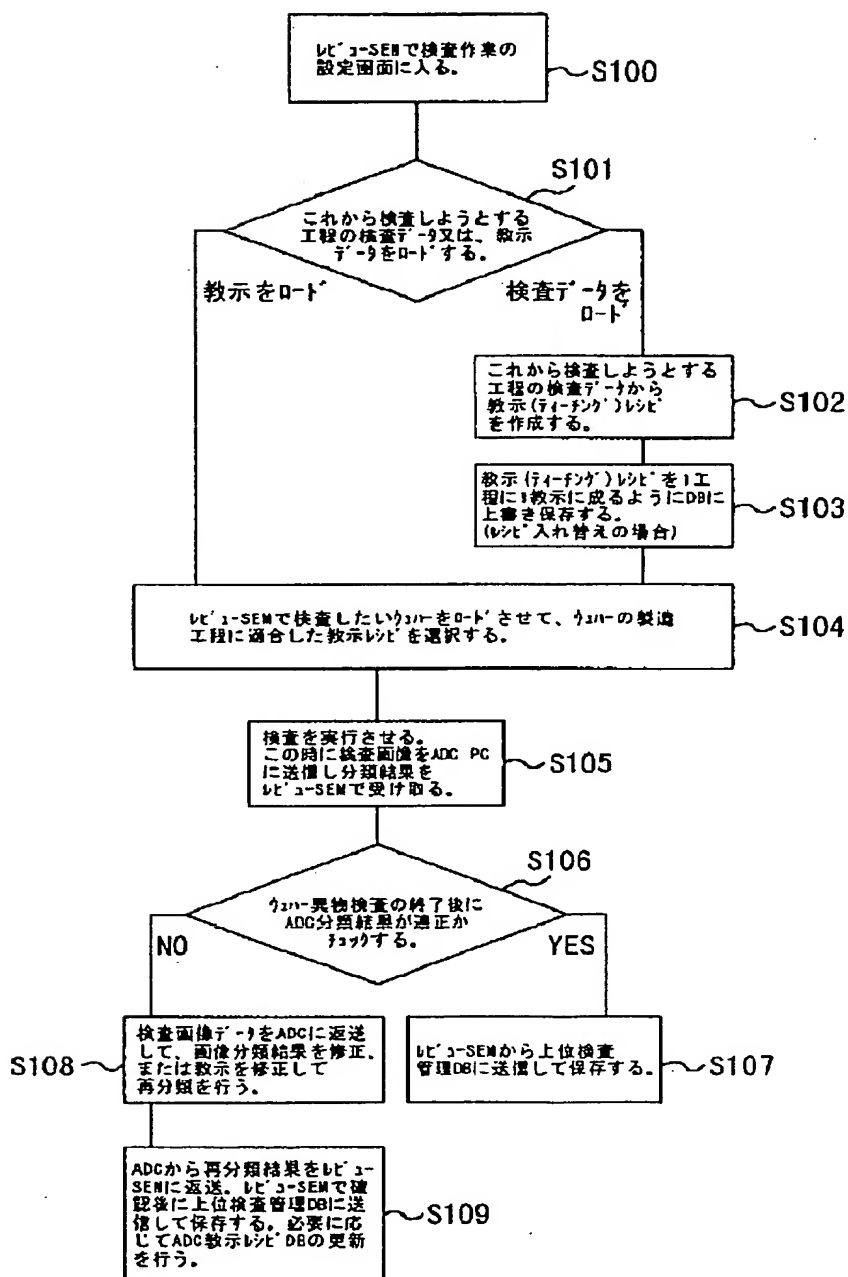 ﾚﾋﾞｭｰSEMで検査作業の
設定画面に入る。
S100
S101
これから検査しようとする
工程の検査データ又は、教示
データをﾛｰﾄﾞする。
教示をﾛｰﾄﾞ
検査データを
ﾛｰﾄﾞ
これから検査しようとする
工程の検査データから
教示(ティーチング)ﾚｼﾋﾟ
を作成する。
S102
教示(ティーチング)ﾚｼﾋﾟを1工
程に1教示に成るようにDBに
上書き保存する。
(ﾚｼﾋﾟ入れ替えの場合)
S103
ﾚﾋﾞｭｰSEMで検査したいｳｪﾊｰをﾛｰﾄﾞさせて、ｳｪﾊｰの製造
工程に適合した教示ﾚｼﾋﾟを選択する。
S104
検査を実行させる。
この時に検査画像をADC PC
に送信し分類結果を
ﾚﾋﾞｭｰSEMで受け取る。
S105
S106
ｳｪﾊｰ異物検査の終了後に
ADC分類結果が適正か
ﾁｪｯｸする。
NO
YES
検査画像データをADCに返送
して、画像分類結果を修正、
または教示を修正して
再分類を行う。
S108
ﾚﾋﾞｭｰSEMから上位検査
管理DBに送信して保存する。
S107
ADCから再分類結果をﾚﾋﾞｭｰ
SEMに返送。ﾚﾋﾞｭｰSEMで確
認後に上位検査管理DBに送
信して保存する。必要に応
じてADC教示ﾚｼﾋﾟDBの更新
を行う。
S109